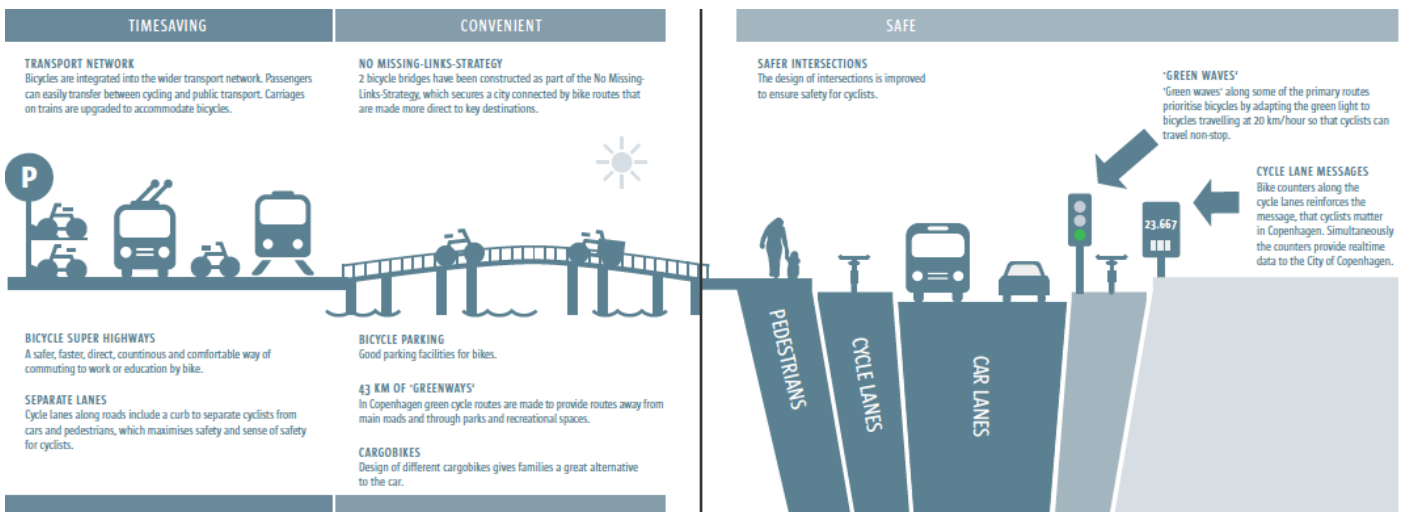 TIMESAVING
TRANSPORT NETWORK
Bicycles are integrated into the wider transport network. Passengers
can easily transfer between cycling and public transport. Carriages
on trains are upgraded to accommodate bicycles.
P
BICYCLE SUPER HIGHWAYS
A safer, faster, direct, countinous and comfortable way of
commuting to work or education by bike.
SEPARATE LANES
Cycle lanes along roads include a curb to separate cyclists from
cars and pedestrians, which maximises safety and sense of safety
for cyclists.
CONVENIENT
NO MISSING-LINKS-STRATEGY
2 bicycle bridges have been constructed as part of the No Missing-
Links-Strategy, which secures a city connected by bike routes that
are made more direct to key destinations.
BICYCLE PARKING
Good parking facilities for bikes.
43 KM OF 'GREENWAYS'
In Copenhagen green cycle routes are made to provide routes away from
main roads and through parks and recreational spaces.
CARGOBIKES
Design of different cargobikes gives families a great alternative
to the car.
SAFE
SAFER INTERSECTIONS
The design of intersections is improved
to ensure safety for cyclists.
'GREEN WAVES'
'Green waves' along some of the primary routes
prioritise bicycles by adapting the green light to
bicycles travelling at 20 km/hour so that cyclists can
travel non-stop.
CYCLE LANE MESSAGES
Bike counters along the
cycle lanes reinforces the
message, that cyclists matter
in Copenhagen. Simultaneously
the counters provide realtime
data to the City of Copenhagen.
23.667
PEDESTRIANS
CYCLE LANES
CAR LANES